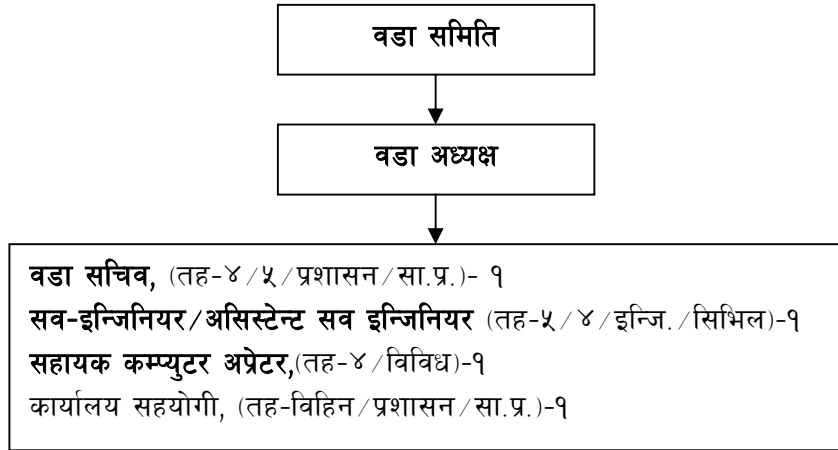 वडा समिति
वडा अध्यक्ष
वडा सचिव, (तह-४/५/प्रशासन/सा.प्र.)- १
सव-इन्जिनियर/असिस्टेन्ट सव इन्जिनियर (तह-५/४/इन्जि./सिभिल)-१
सहायक कम्प्युटर अप्रेटर,(तह-४/विविध)-१
कार्यालय सहयोगी, (तह-विहिन/प्रशासन/सा.प्र.)-१